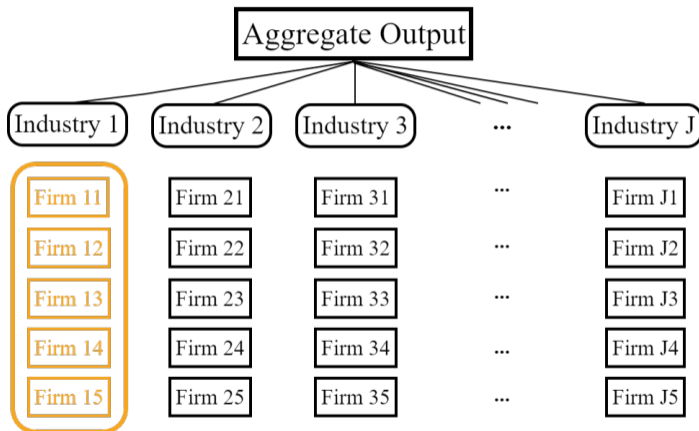 Aggregate Output
Industry 1 Industry 2 Industry 3 ... Industry J
Firm 11 Firm 21 Firm 31 ... Firm J1
Firm 12 Firm 22 Firm 32 ... Firm J2
Firm 13 Firm 23 Firm 33 ... Firm J3
Firm 14 Firm 24 Firm 34 ... Firm J4
Firm 15 Firm 25 Firm 35 ... Firm J5